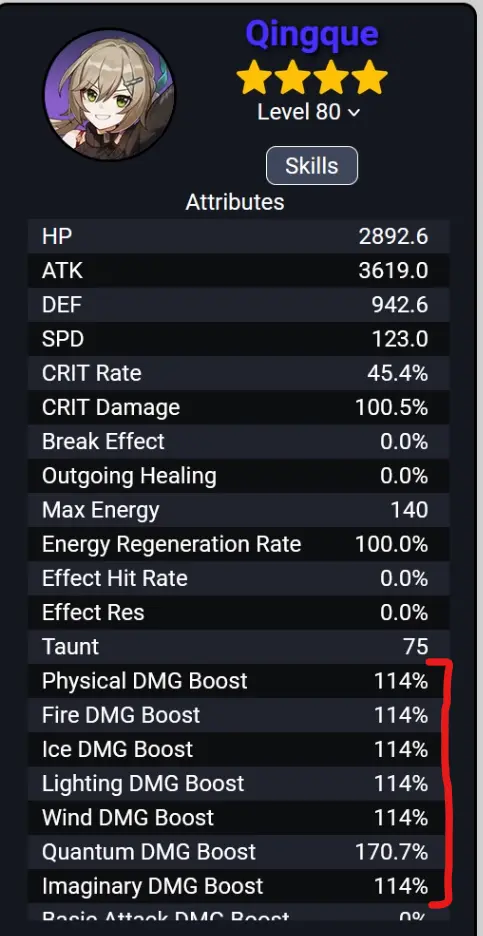 Qingque
Level 80
Skills
Attributes
HP 2892.6
ATK 3619.0
DEF 942.6
SPD 123.0
CRIT Rate 45.4%
CRIT Damage 100.5%
Break Effect 0.0%
Outgoing Healing 0.0%
Max Energy 140
Energy Regeneration Rate 100.0%
Effect Hit Rate 0.0%
Effect Res 0.0%
Taunt 75
Physical DMG Boost 114%
Fire DMG Boost 114%
Ice DMG Boost 114%
Lighting DMG Boost 114%
Wind DMG Boost 114%
Quantum DMG Boost 170.7%
Imaginary DMG Boost 114%
Basic Attack DMG Boost 0%